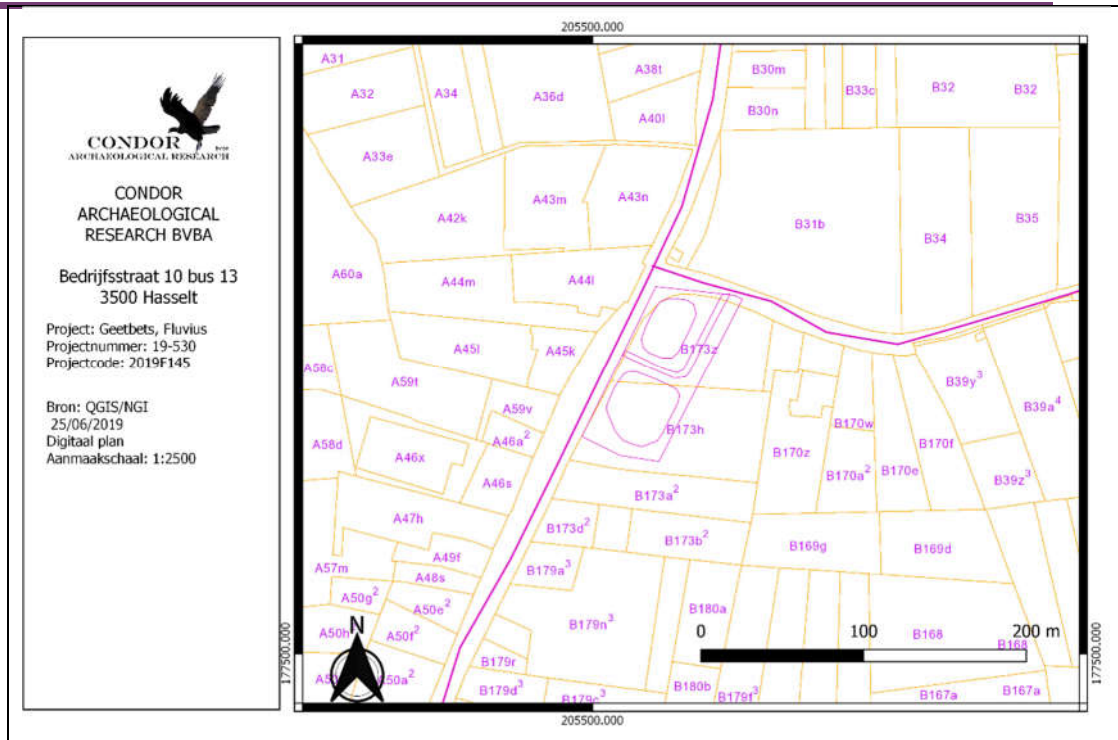 CONDOR
bvba
ARCHAEOLOGICAL RESEARCH
CONDOR
ARCHAEOLOGICAL
RESEARCH BVBA
Bedrijfsstraat 10 bus 13
3500 Hasselt
Project: Geetbets, Fluvius
Projectnummer: 19-530
Projectcode: 2019F145
Bron: QGIS/NGI
25/06/2019
Digitaal plan
Aanmaakschaal: 1:2500
205500.000
A31
A32
A34
A36d
A38t
A40l
B30m
B30n
B33c
B32
B32
A33e
A42k
A43m
A43n
B31b
B34
B35
A60a
A44m
A44l
A45l
A45k
B173z
A58c
A59t
A59v
A46a²
B173h
B39y³
B39a⁴
A58d
A46x
A46s
B170w
B170z
B170a²
B170e
B170f
B39z³
A47h
B173a²
B173d²
B173b²
B169g
B169d
A49f
A57m
A48s
B179a³
A50g²
A50e²
A50h
A50f²
B179n³
B180a
B168
B168
N
0 100 200 m
B179r
B179d³
B179c³
B180b
B179f³
B167a
B167a
177500.000
177500.000
205500.000